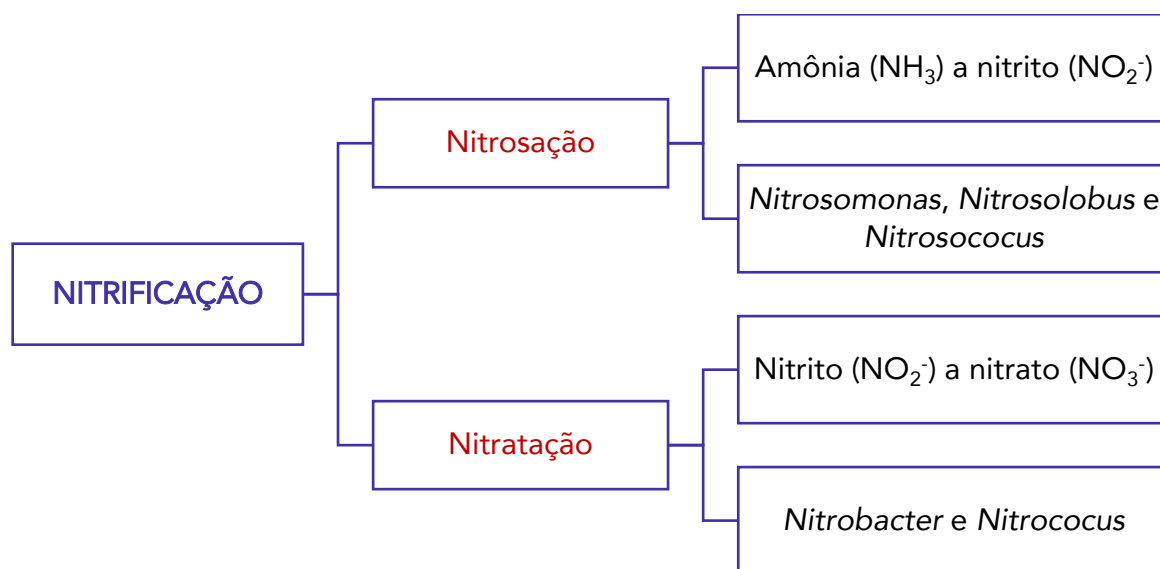 Amônia (NH₃) a nitrito (NO₂⁻)
Nitrosação
Nitrosomonas, Nitrosolobus e
Nitrosococus
NITRIFICAÇÃO
Nitrito (NO₂⁻) a nitrato (NO₃⁻)
Nitratação
Nitrobacter e Nitrococus